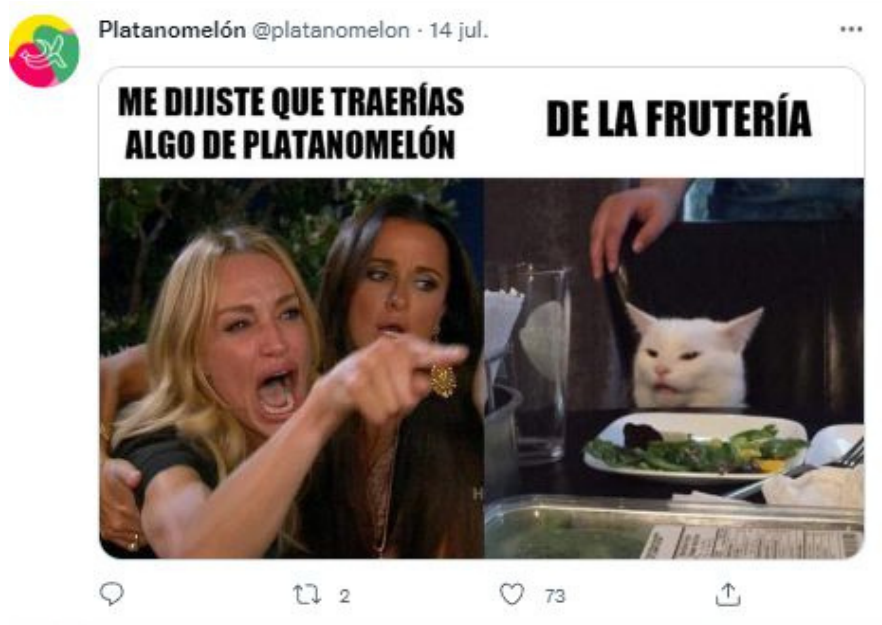 Platanomelón @platanomelon · 14 jul.
ME DIJISTE QUE TRAERÍAS
ALGO DE PLATANOMELÓN
DE LA FRUTERÍA
2
73